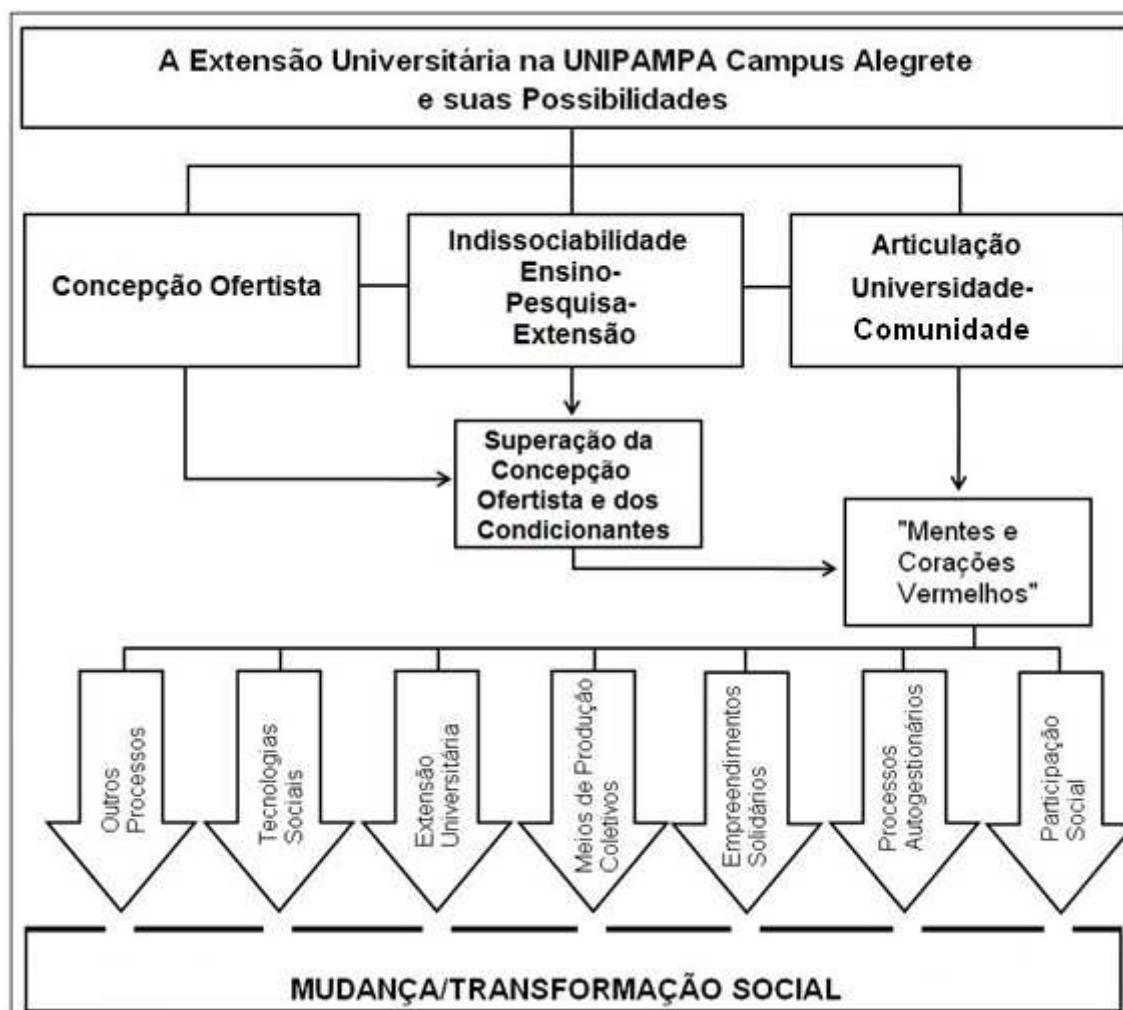 A Extensão Universitária na UNIPAMPA Campus Alegrete
e suas Possibilidades
Concepção Ofertista
Indissociabilidade
Ensino-
Pesquisa-
Extensão
Articulação
Universidade-
Comunidade
Superação da
Concepção
Ofertista e dos
Condicionantes
"Mentes e
Corações
Vermelhos"
Outros
Processos
Tecnologias
Sociais
Extensão
Universitária
Meios de Produção
Coletivos
Empreendimentos
Solidários
Processos
Autogestionários
Participação
Social
MUDANÇA/TRANSFORMAÇÃO SOCIAL